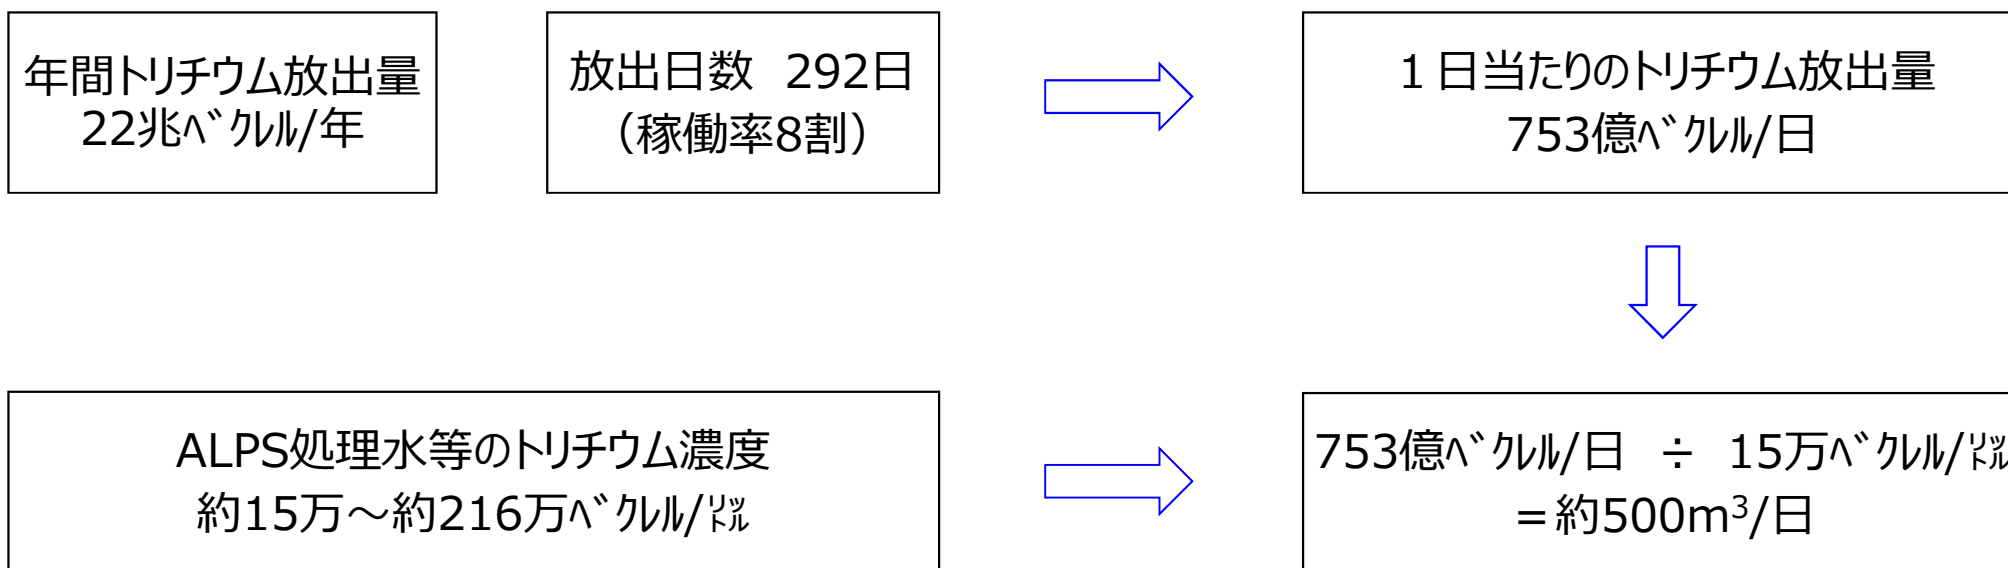 年間トリチウム放出量
22兆ﾍﾞｸﾚﾙ/年
放出日数 292日
（稼働率8割）
１日当たりのトリチウム放出量
753億ﾍﾞｸﾚﾙ/日
ALPS処理水等のトリチウム濃度
約15万～約216万ﾍﾞｸﾚﾙ/㍑
753億ﾍﾞｸﾚﾙ/日 ÷ 15万ﾍﾞｸﾚﾙ/㍑
＝約500m³/日